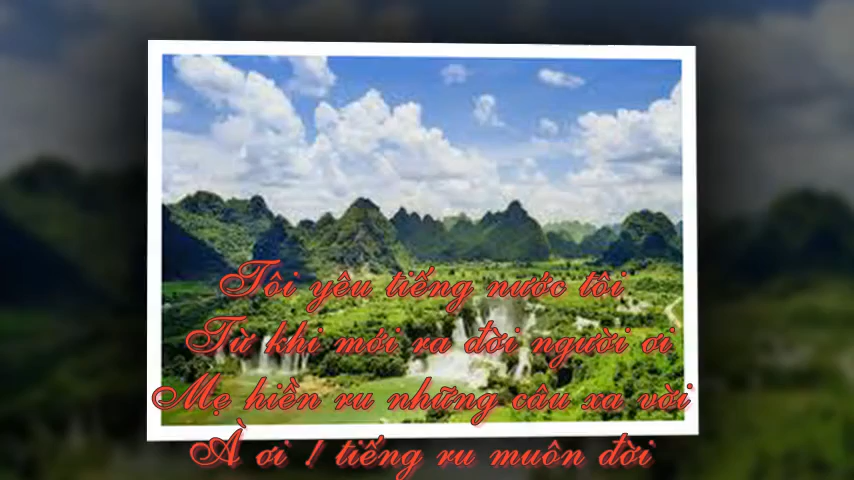 Tôi yêu tiếng nước tôi
Từ khi mới ra đời người ơi
Mẹ hiền ru những câu xa vời
À ơi ! tiếng ru muôn đời